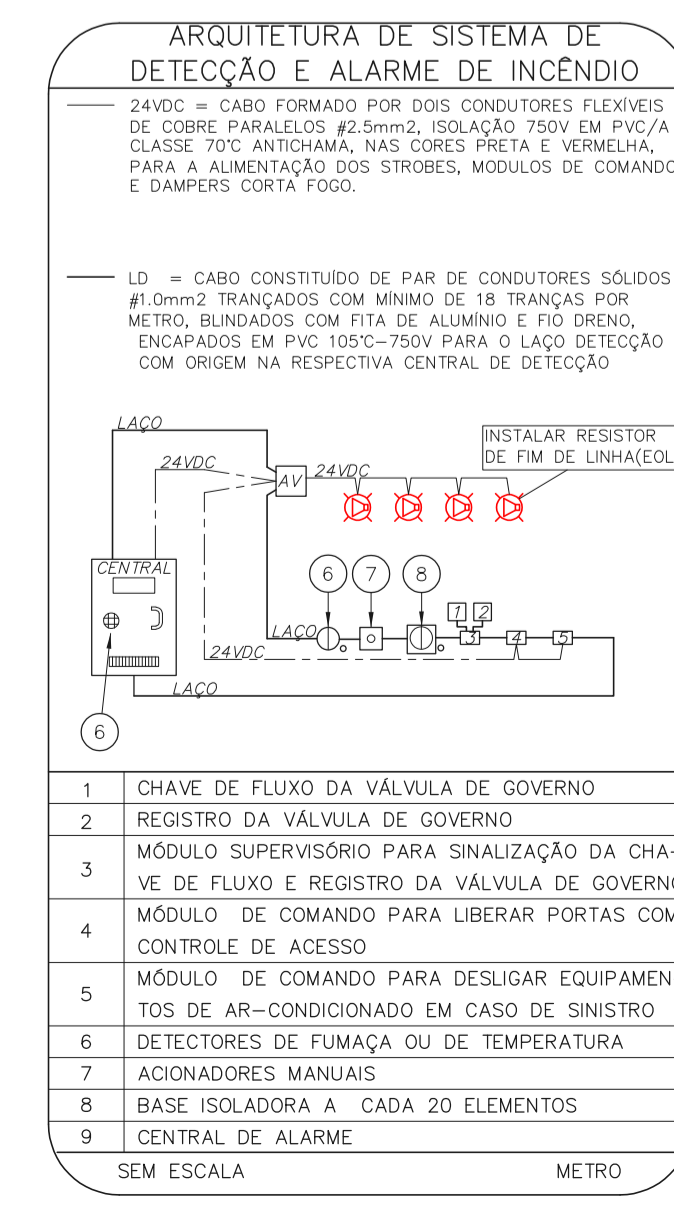 ARQUITETURA DE SISTEMA DE
DETECÇÃO E ALARME DE INCÊNDIO
24VDC = CABO FORMADO POR DOIS CONDUTORES FLEXÍVEIS
DE COBRE PARALELOS #2.5mm2, ISOLAÇÃO 750V EM PVC/A
CLASSE 70°C ANTICHAMA, NAS CORES PRETA E VERMELHA,
PARA A ALIMENTAÇÃO DOS STROBES, MODULOS DE COMANDO
E DAMPERS CORTA FOGO.
LD = CABO CONSTITUÍDO DE PAR DE CONDUTORES SÓLIDOS
#1.0mm2 TRANÇADOS COM MÍNIMO DE 18 TRANÇAS POR
METRO, BLINDADOS COM FITA DE ALUMÍNIO E FIO DRENO,
ENCAPADOS EM PVC 105°C-750V PARA O LAÇO DETECÇÃO
COM ORIGEM NA RESPECTIVA CENTRAL DE DETECÇÃO
LAÇO
INSTALAR RESISTOR
DE FIM DE LINHA(EOL
24VDC
24VDC
AV
CENTRAL
6 7 8
1 2
LAÇO
3 4 5
24VDC
LAÇO
6
1 CHAVE DE FLUXO DA VÁLVULA DE GOVERNO
2 REGISTRO DA VÁLVULA DE GOVERNO
3 MÓDULO SUPERVISÓRIO PARA SINALIZAÇÃO DA CHA-
VE DE FLUXO E REGISTRO DA VÁLVULA DE GOVERNO
4 MÓDULO DE COMANDO PARA LIBERAR PORTAS COM
CONTROLE DE ACESSO
5 MÓDULO DE COMANDO PARA DESLIGAR EQUIPAMEN
TOS DE AR-CONDICIONADO EM CASO DE SINISTRO
6 DETECTORES DE FUMAÇA OU DE TEMPERATURA
7 ACIONADORES MANUAIS
8 BASE ISOLADORA A CADA 20 ELEMENTOS
9 CENTRAL DE ALARME
SEM ESCALA METRO